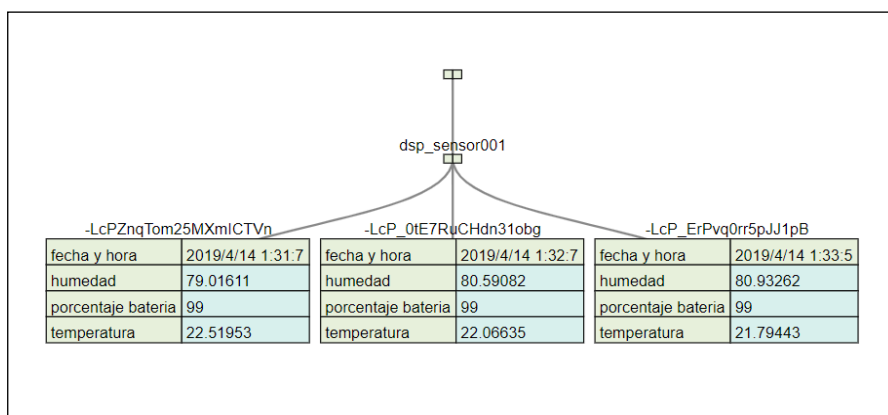 dsp_sensor001
-LcPZnqTom25MXmICTVn
fecha y hora 2019/4/14 1:31:7
humedad 79.01611
porcentaje bateria 99
temperatura 22.51953
-LcP_0tE7RuCHdn31obg
fecha y hora 2019/4/14 1:32:7
humedad 80.59082
porcentaje bateria 99
temperatura 22.06635
-LcP_ErPvq0rr5pJJ1pB
fecha y hora 2019/4/14 1:33:5
humedad 80.93262
porcentaje bateria 99
temperatura 21.79443